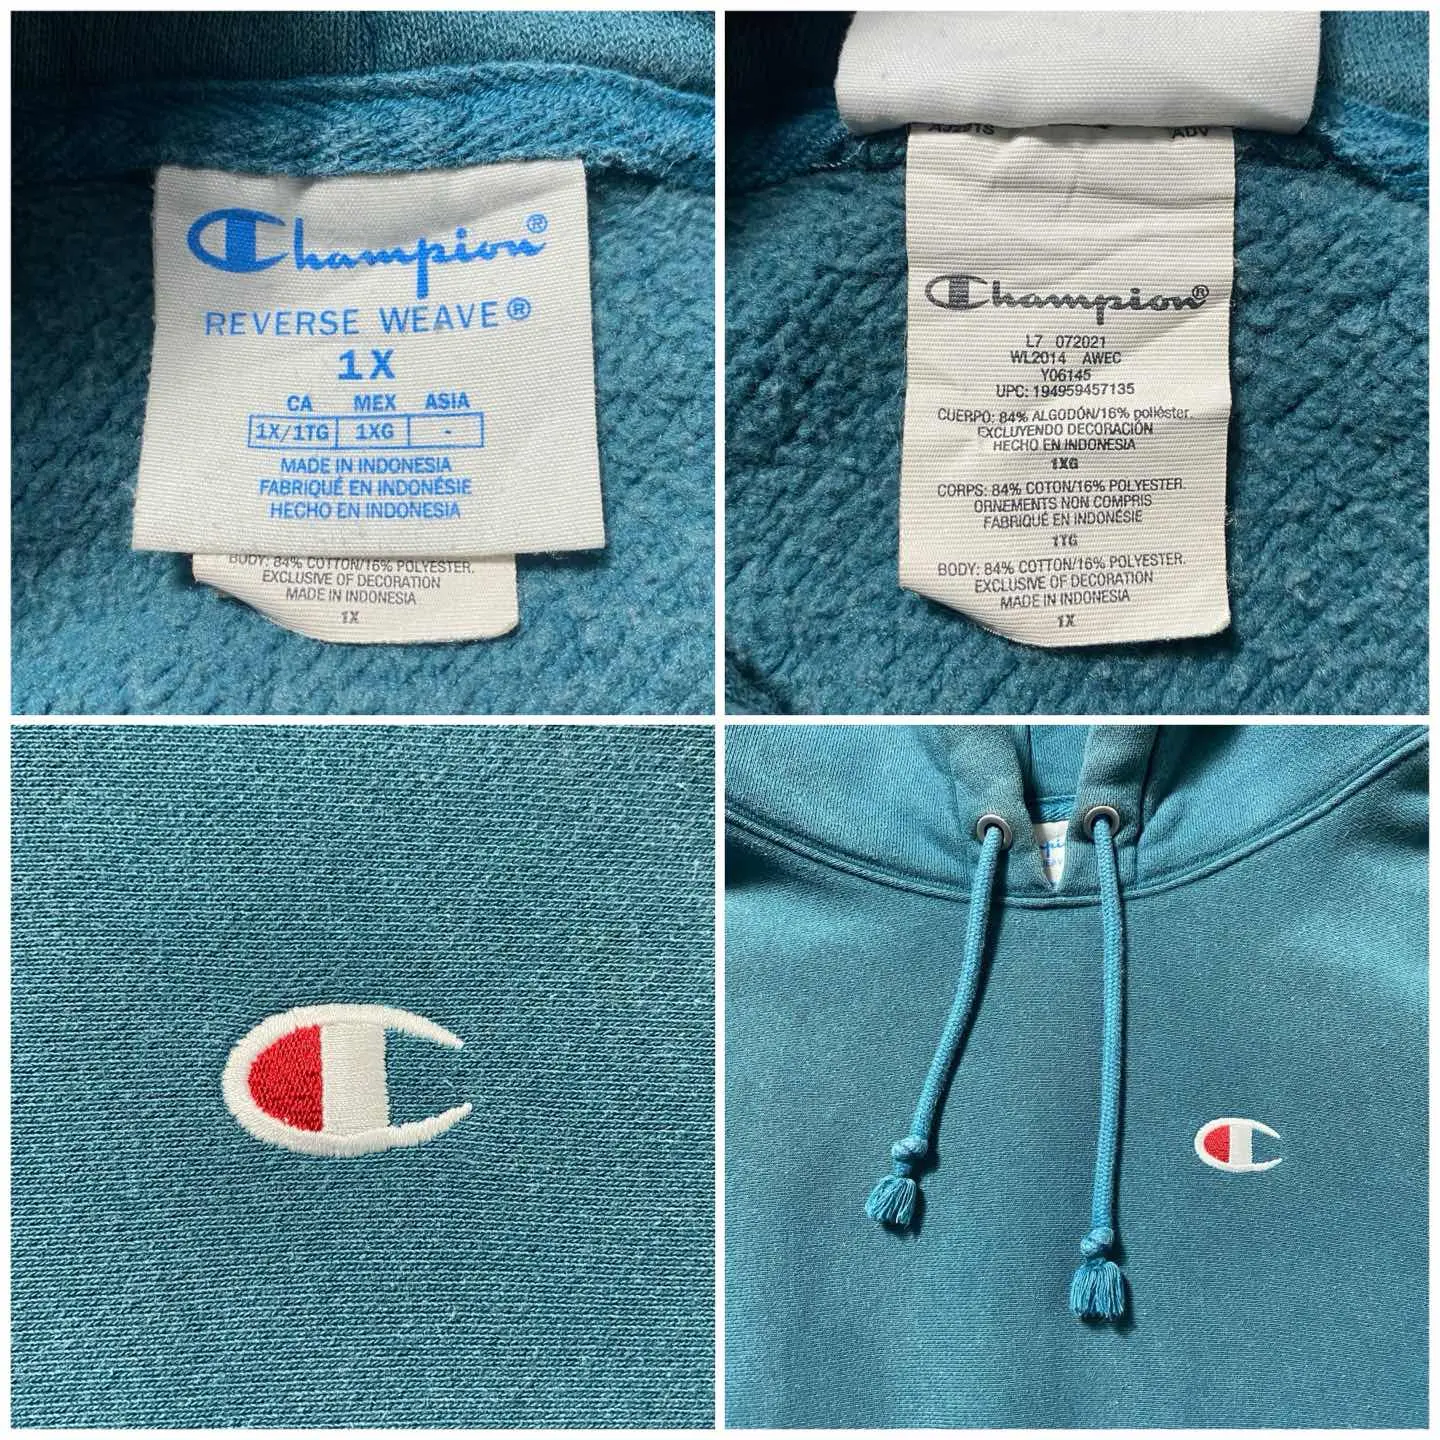 Champion®
REVERSE WEAVE®
1X
CA MEX ASIA
1X/1TG 1XG -
MADE IN INDONESIA
FABRIQUÉ EN INDONÉSIE
HECHO EN INDONESIA
BODY: 84% COTTON/16% POLYESTER.
EXCLUSIVE OF DECORATION
MADE IN INDONESIA
1X
ADV
Champion®
L7 072021
WL2014 AWEC
Y06145
UPC: 194959457135
CUERPO: 84% ALGODÓN/16% poliéster.
EXCLUYENDO DECORACIÓN
HECHO EN INDONESIA
1XG
CORPS: 84% COTON/16% POLYESTER.
ORNEMENTS NON COMPRIS
FABRIQUÉ EN INDONÉSIE
1TG
BODY: 84% COTTON/16% POLYESTER.
EXCLUSIVE OF DECORATION
MADE IN INDONESIA
1X